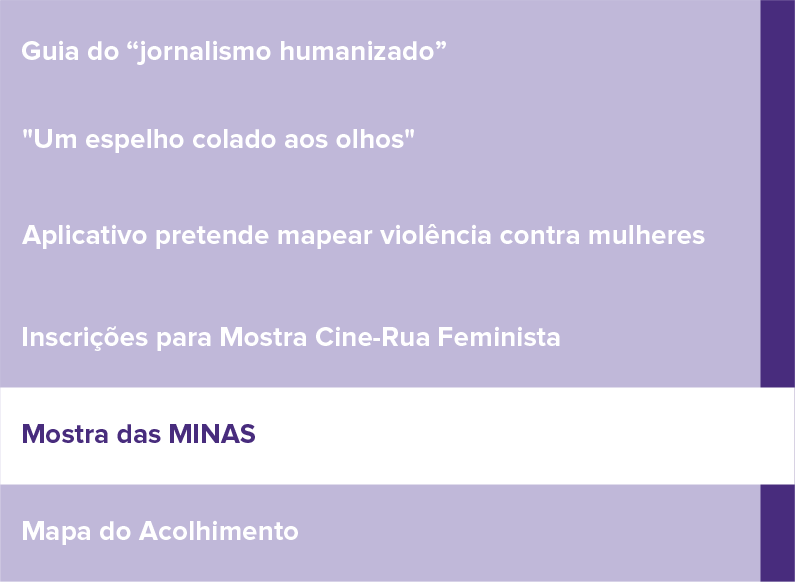 Guia do “jornalismo humanizado”
"Um espelho colado aos olhos"
Aplicativo pretende mapear violência contra mulheres
Inscrições para Mostra Cine-Rua Feminista
Mostra das MINAS
Mapa do Acolhimento